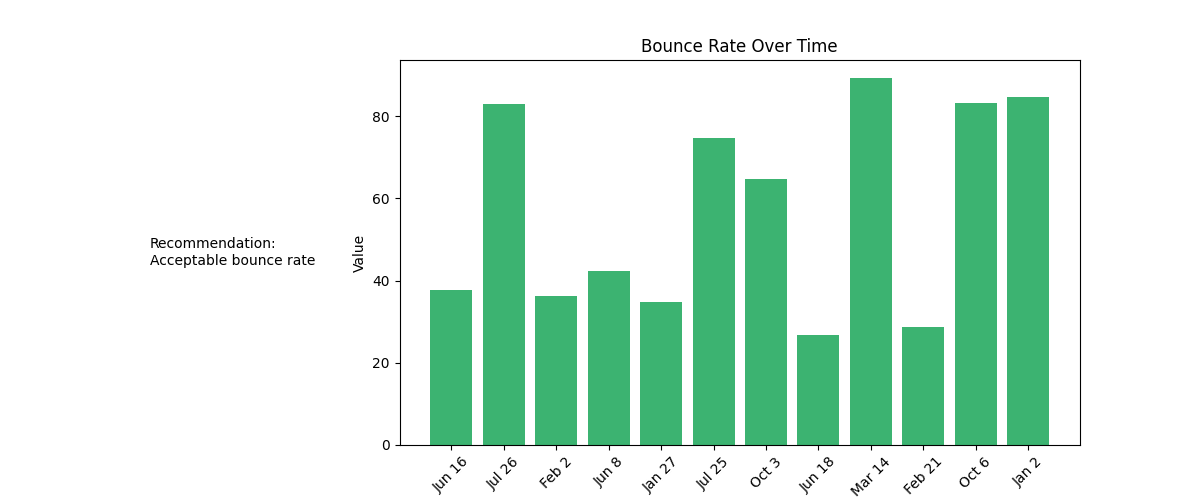 Bounce Rate Over Time
Recommendation:
Acceptable bounce rate
Value
80
60
40
20
0
Jun 16
Jul 26
Feb 2
Jun 8
Jan 27
Jul 25
Oct 3
Jun 18
Mar 14
Feb 21
Oct 6
Jan 2